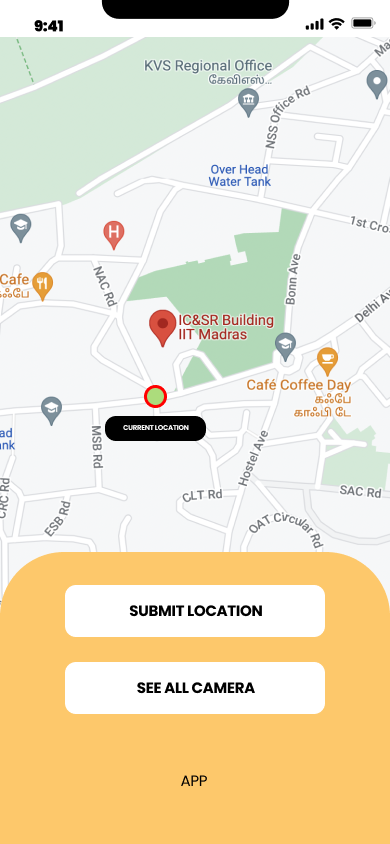 9:41
KVS Regional Office
கேவிஎஸ்...
NSS Office Rd
Over Head
Water Tank
1st Cro
Bonn Ave
NAC Rd
Cafe
H
IC&SR Building
IIT Madras
Delhi Av
Café Coffee Day
கஃபே
காஃபி டே
CURRENT LOCATION
MSB Rd
Hostel Ave
CLT Rd
SAC Rd
CRC Rd
ESB Rd
OAT Circular Rd
SUBMIT LOCATION
SEE ALL CAMERA
APP